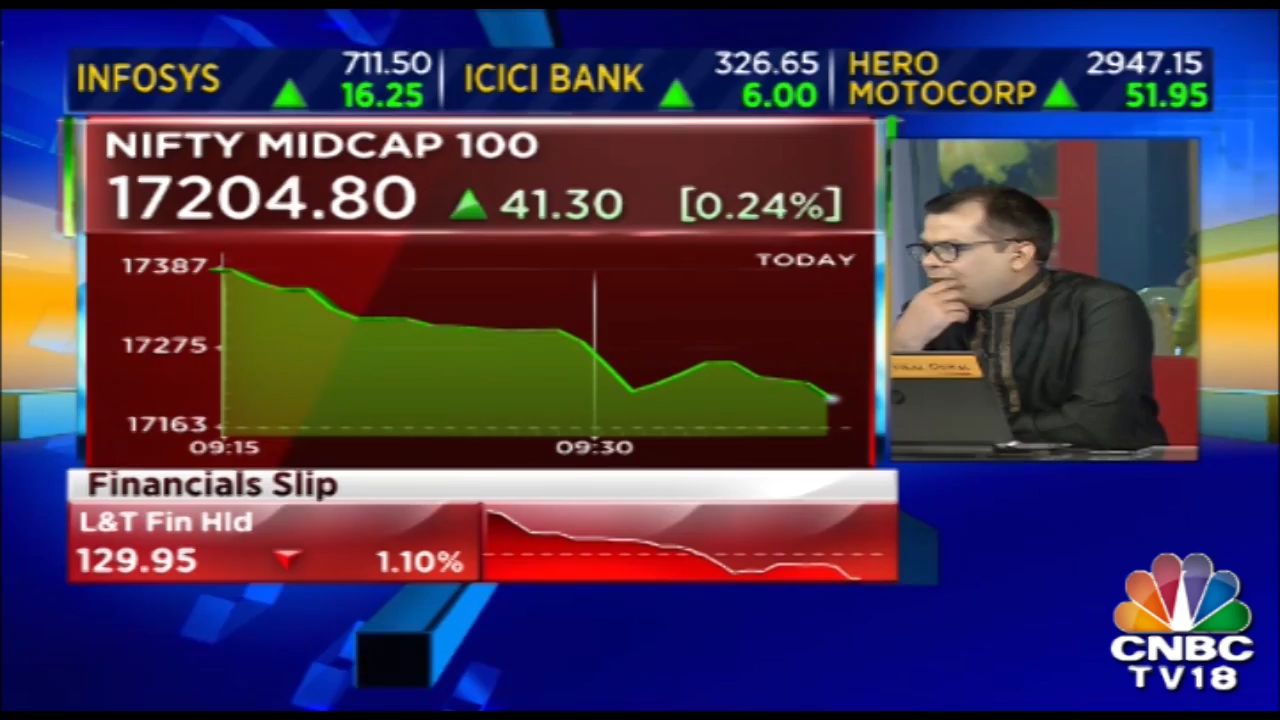 INFOSYS 711.50
▲ 16.25
ICICI BANK 326.65
▲ 6.00
HERO 2947.15
MOTOCORP ▲ 51.95
NIFTY MIDCAP 100
17204.80 ▲ 41.30 [0.24%]
TODAY
17387
17275
17163
09:15 09:30
Financials Slip
L&T Fin Hld
129.95 ▼ 1.10%
CNBC
TV18